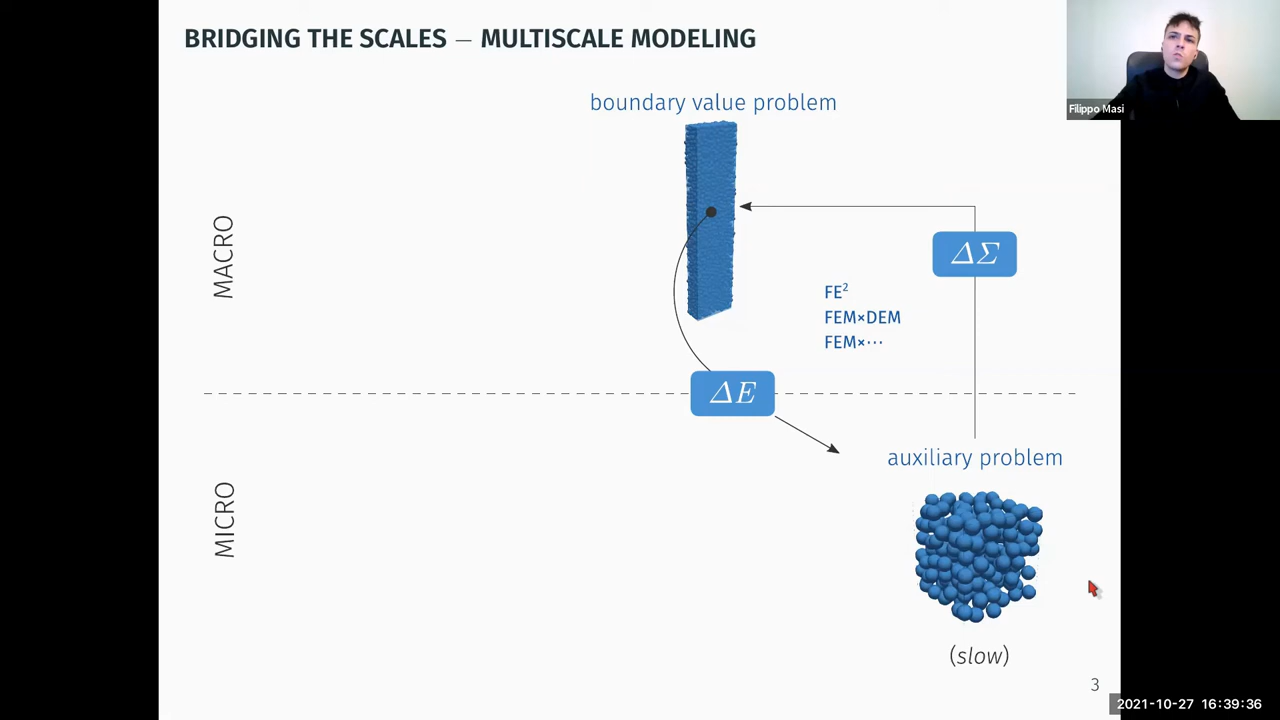 BRIDGING THE SCALES — MULTISCALE MODELING
Filippo Masi
boundary value problem
MACRO
ΔΣ
FE²
FEM×DEM
FEM×···
ΔE
auxiliary problem
MICRO
(slow)
3
2021-10-27 16:39:36